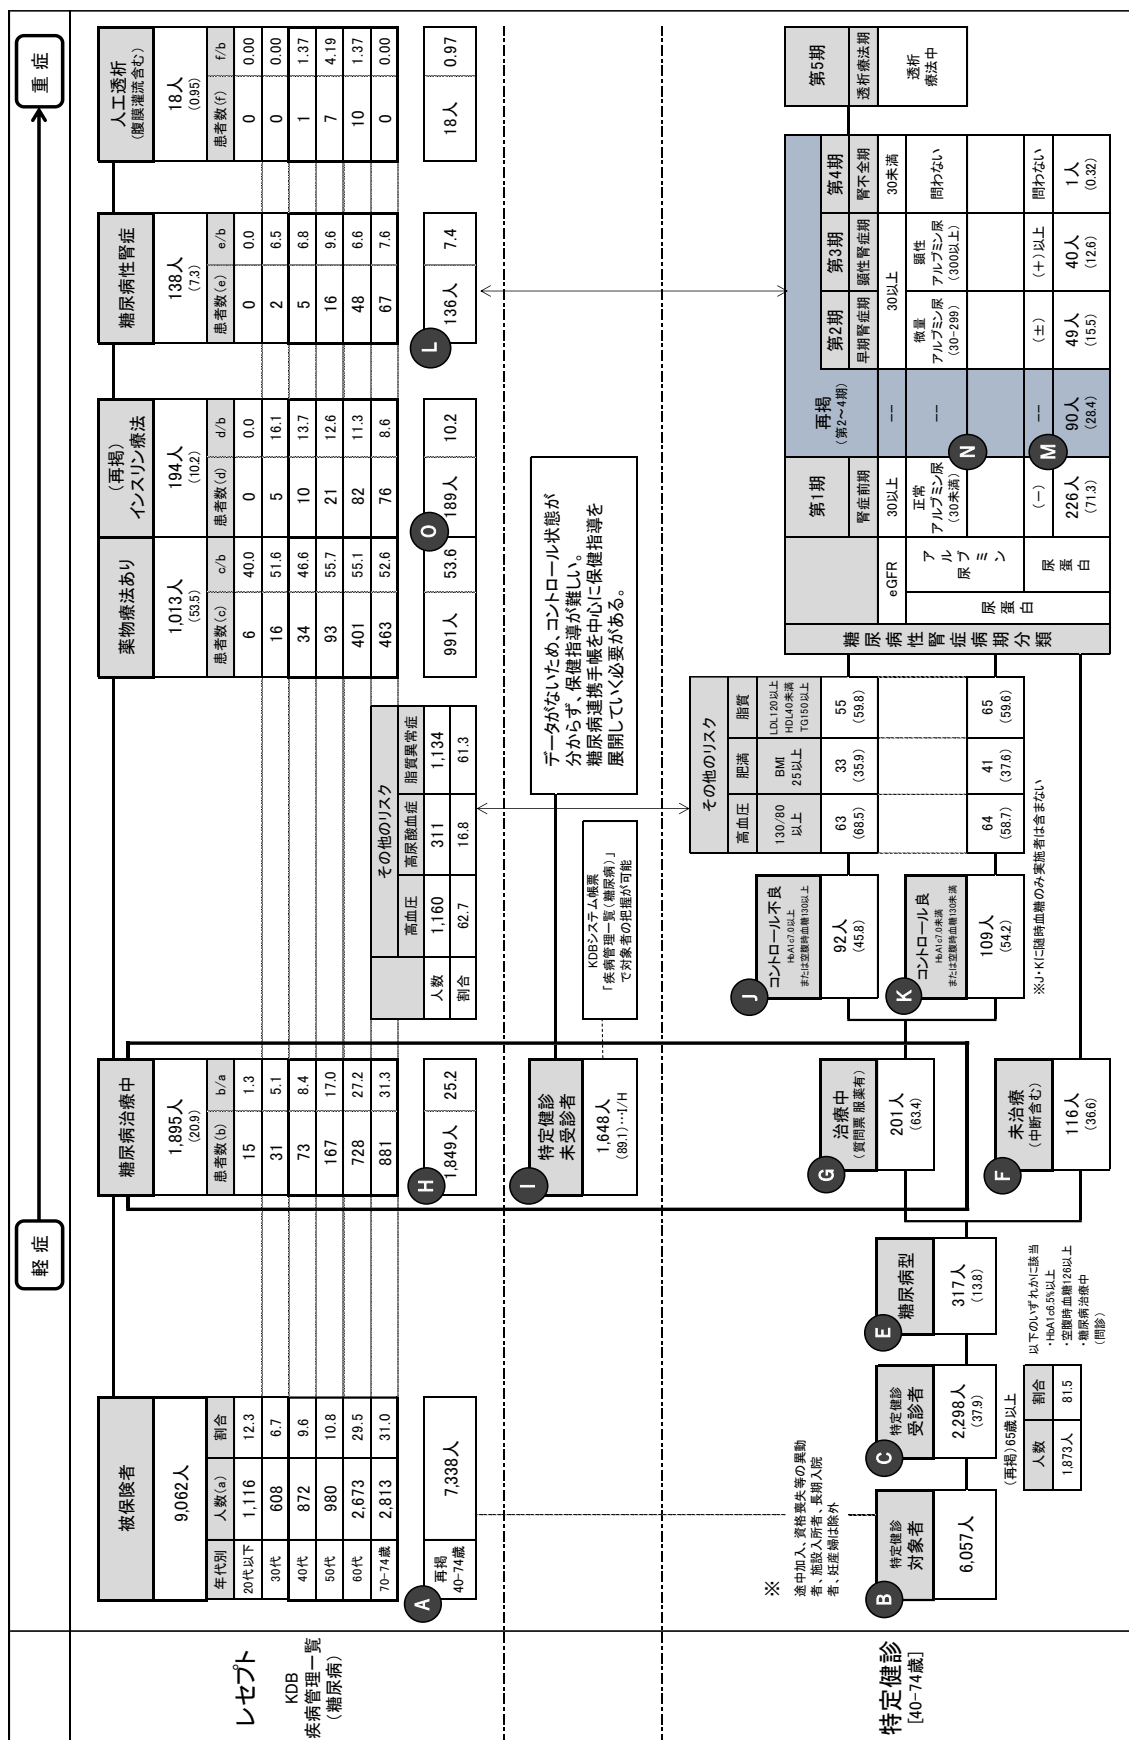 軽症
重症
レセプト
KDB
疾病管理一覧
(糖尿病)
被保険者
9,062人
年代別 人数(a) 割合
20代以下 1,116 12.3
30代 608 6.7
40代 872 9.6
50代 980 10.8
60代 2,673 29.5
70-74歳 2,813 31.0
A
再掲
40-74歳
7,338人
糖尿病治療中
1,895人
(20.9)
患者数(b) b/a
15 1.3
31 5.1
73 8.4
167 17.0
728 27.2
881 31.3
H
1,849人 25.2
その他のリスク
高血圧 高尿酸血症 脂質異常症
人数 1,160 311 1,134
割合 62.7 16.8 61.3
薬物療法あり
1,013人
(53.5)
患者数(c) c/b
6 40.0
16 51.6
34 46.6
93 55.7
401 55.1
463 52.6
991人 53.6
(再掲)
インスリン療法
194人
(10.2)
患者数(d) d/b
0 0.0
5 16.1
10 13.7
21 12.6
82 11.3
76 8.6
O
189人 10.2
糖尿病性腎症
138人
(7.3)
患者数(e) e/b
0 0.0
2 6.5
5 6.8
16 9.6
48 6.6
67 7.6
L
136人 7.4
人工透析
(腹膜灌流含む)
18人
(0.95)
患者数(f) f/b
0 0.00
0 0.00
1 1.37
7 4.19
10 1.37
0 0.00
18人 0.97
I
特定健診
未受診者
1,648人
(89.1)…I/H
KDBシステム帳票
「疾病管理一覧(糖尿病)」
で対象者の把握が可能
データがないため、コントロール状態が
分からず、保健指導が難しい。
糖尿病連携手帳を中心に保健指導を
展開していく必要がある。
特定健診
[40-74歳]
※
途中加入、資格喪失等の異動
者、施設入所者、長期入院
者、妊産婦は除外
B
特定健診
対象者
6,057人
C
特定健診
受診者
2,298人
(37.9)
(再掲)65歳以上
人数 割合
1,873人 81.5
E
糖尿病型
317人
(13.8)
以下のいずれかに該当
・HbA1c6.5%以上
・空腹時血糖126以上
・糖尿病治療中
(問診)
G
治療中
(質問票 服薬有)
201人
(63.4)
F
未治療
(中断含む)
116人
(36.6)
J
コントロール不良
HbA1c7.0以上
または空腹時血糖130以上
92人
(45.8)
K
コントロール良
HbA1c7.0未満
または空腹時血糖130未満
109人
(54.2)
※J・Kに随時血糖のみ実施者は含まない
その他のリスク
高血圧 肥満 脂質
130/80
以上
BMI
25以上
LDL120以上
HDL40未満
TG150以上
63
(68.5)
33
(35.9)
55
(59.8)
64
(58.7)
41
(37.6)
65
(59.6)
糖尿病性腎症病期分類
第1期
再掲
(第2~4期)
第2期
第3期
第4期
第5期
腎症前期
早期腎症期
顕性腎症期
腎不全期
透析療法期
eGFR
30以上
--
30以上
30未満
透析
療法中
尿蛋白
尿アルブミン
正常
アルブミン尿
(30未満)
--
微量
アルブミン尿
(30-299)
顕性
アルブミン尿
(300以上)
問わない
N
尿蛋白
(-)
--
(±)
(+)以上
問わない
M
226人
(71.3)
90人
(28.4)
49人
(15.5)
40人
(12.6)
1人
(0.32)